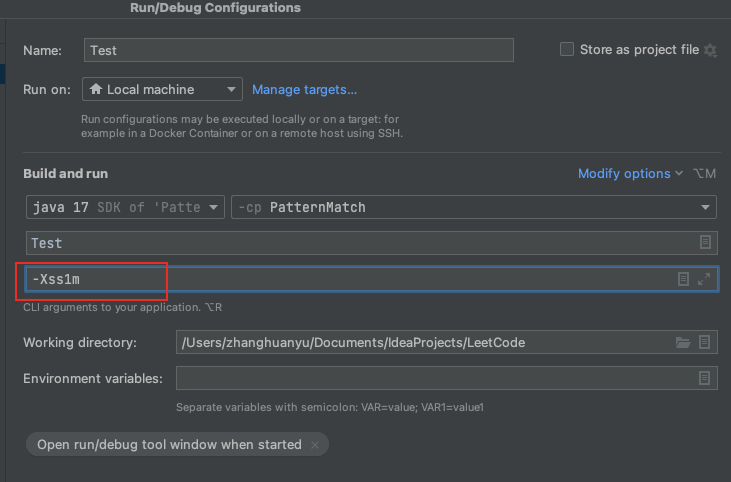 Run/Debug Configurations
Name: Test Store as project file
Run on: Local machine Manage targets...
Run configurations may be executed locally or on a target: for
example in a Docker Container or on a remote host using SSH.
Build and run Modify options ⌥M
java 17 SDK of 'Patte -cp PatternMatch
Test
-Xss1m
CLI arguments to your application. ⌥R
Working directory: /Users/zhanghuanyu/Documents/IdeaProjects/LeetCode
Environment variables:
Separate variables with semicolon: VAR=value; VAR1=value1
Open run/debug tool window when started ×